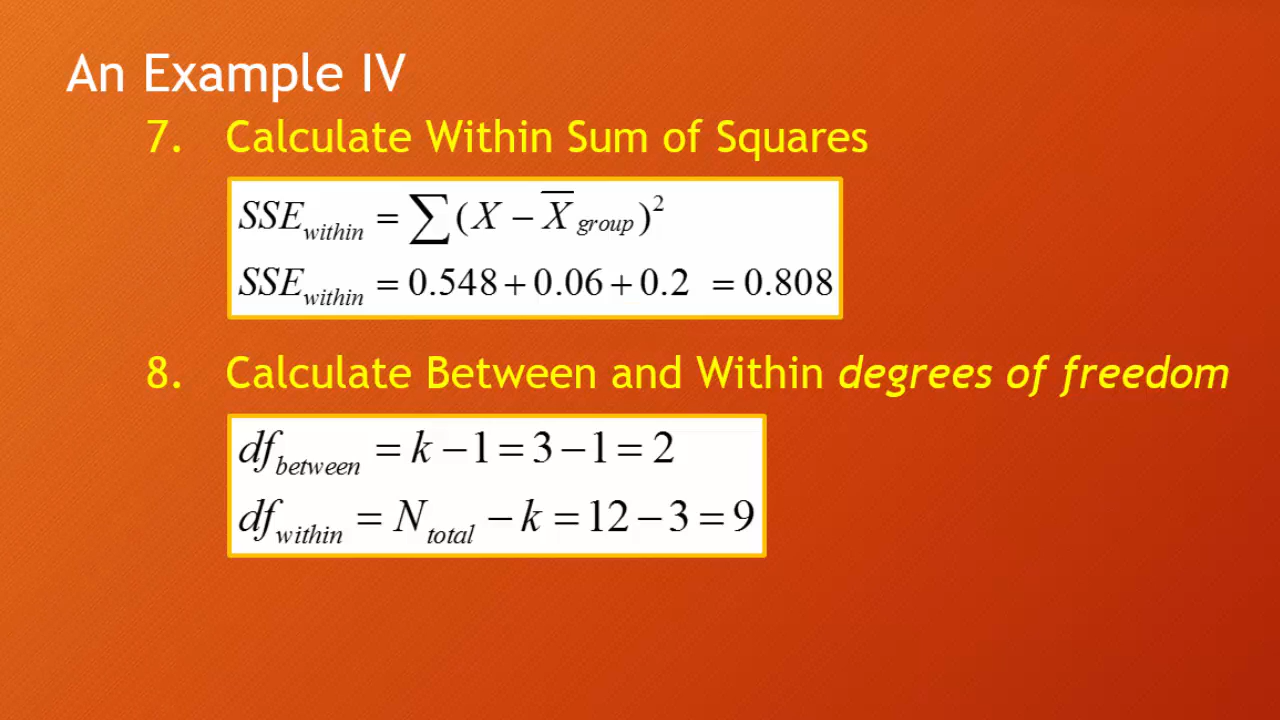 An Example IV
7. Calculate Within Sum of Squares
SSE_within = ∑(X − X̅_group)²
SSE_within = 0.548 + 0.06 + 0.2 = 0.808
8. Calculate Between and Within degrees of freedom
df_between = k − 1 = 3 − 1 = 2
df_within = N_total − k = 12 − 3 = 9